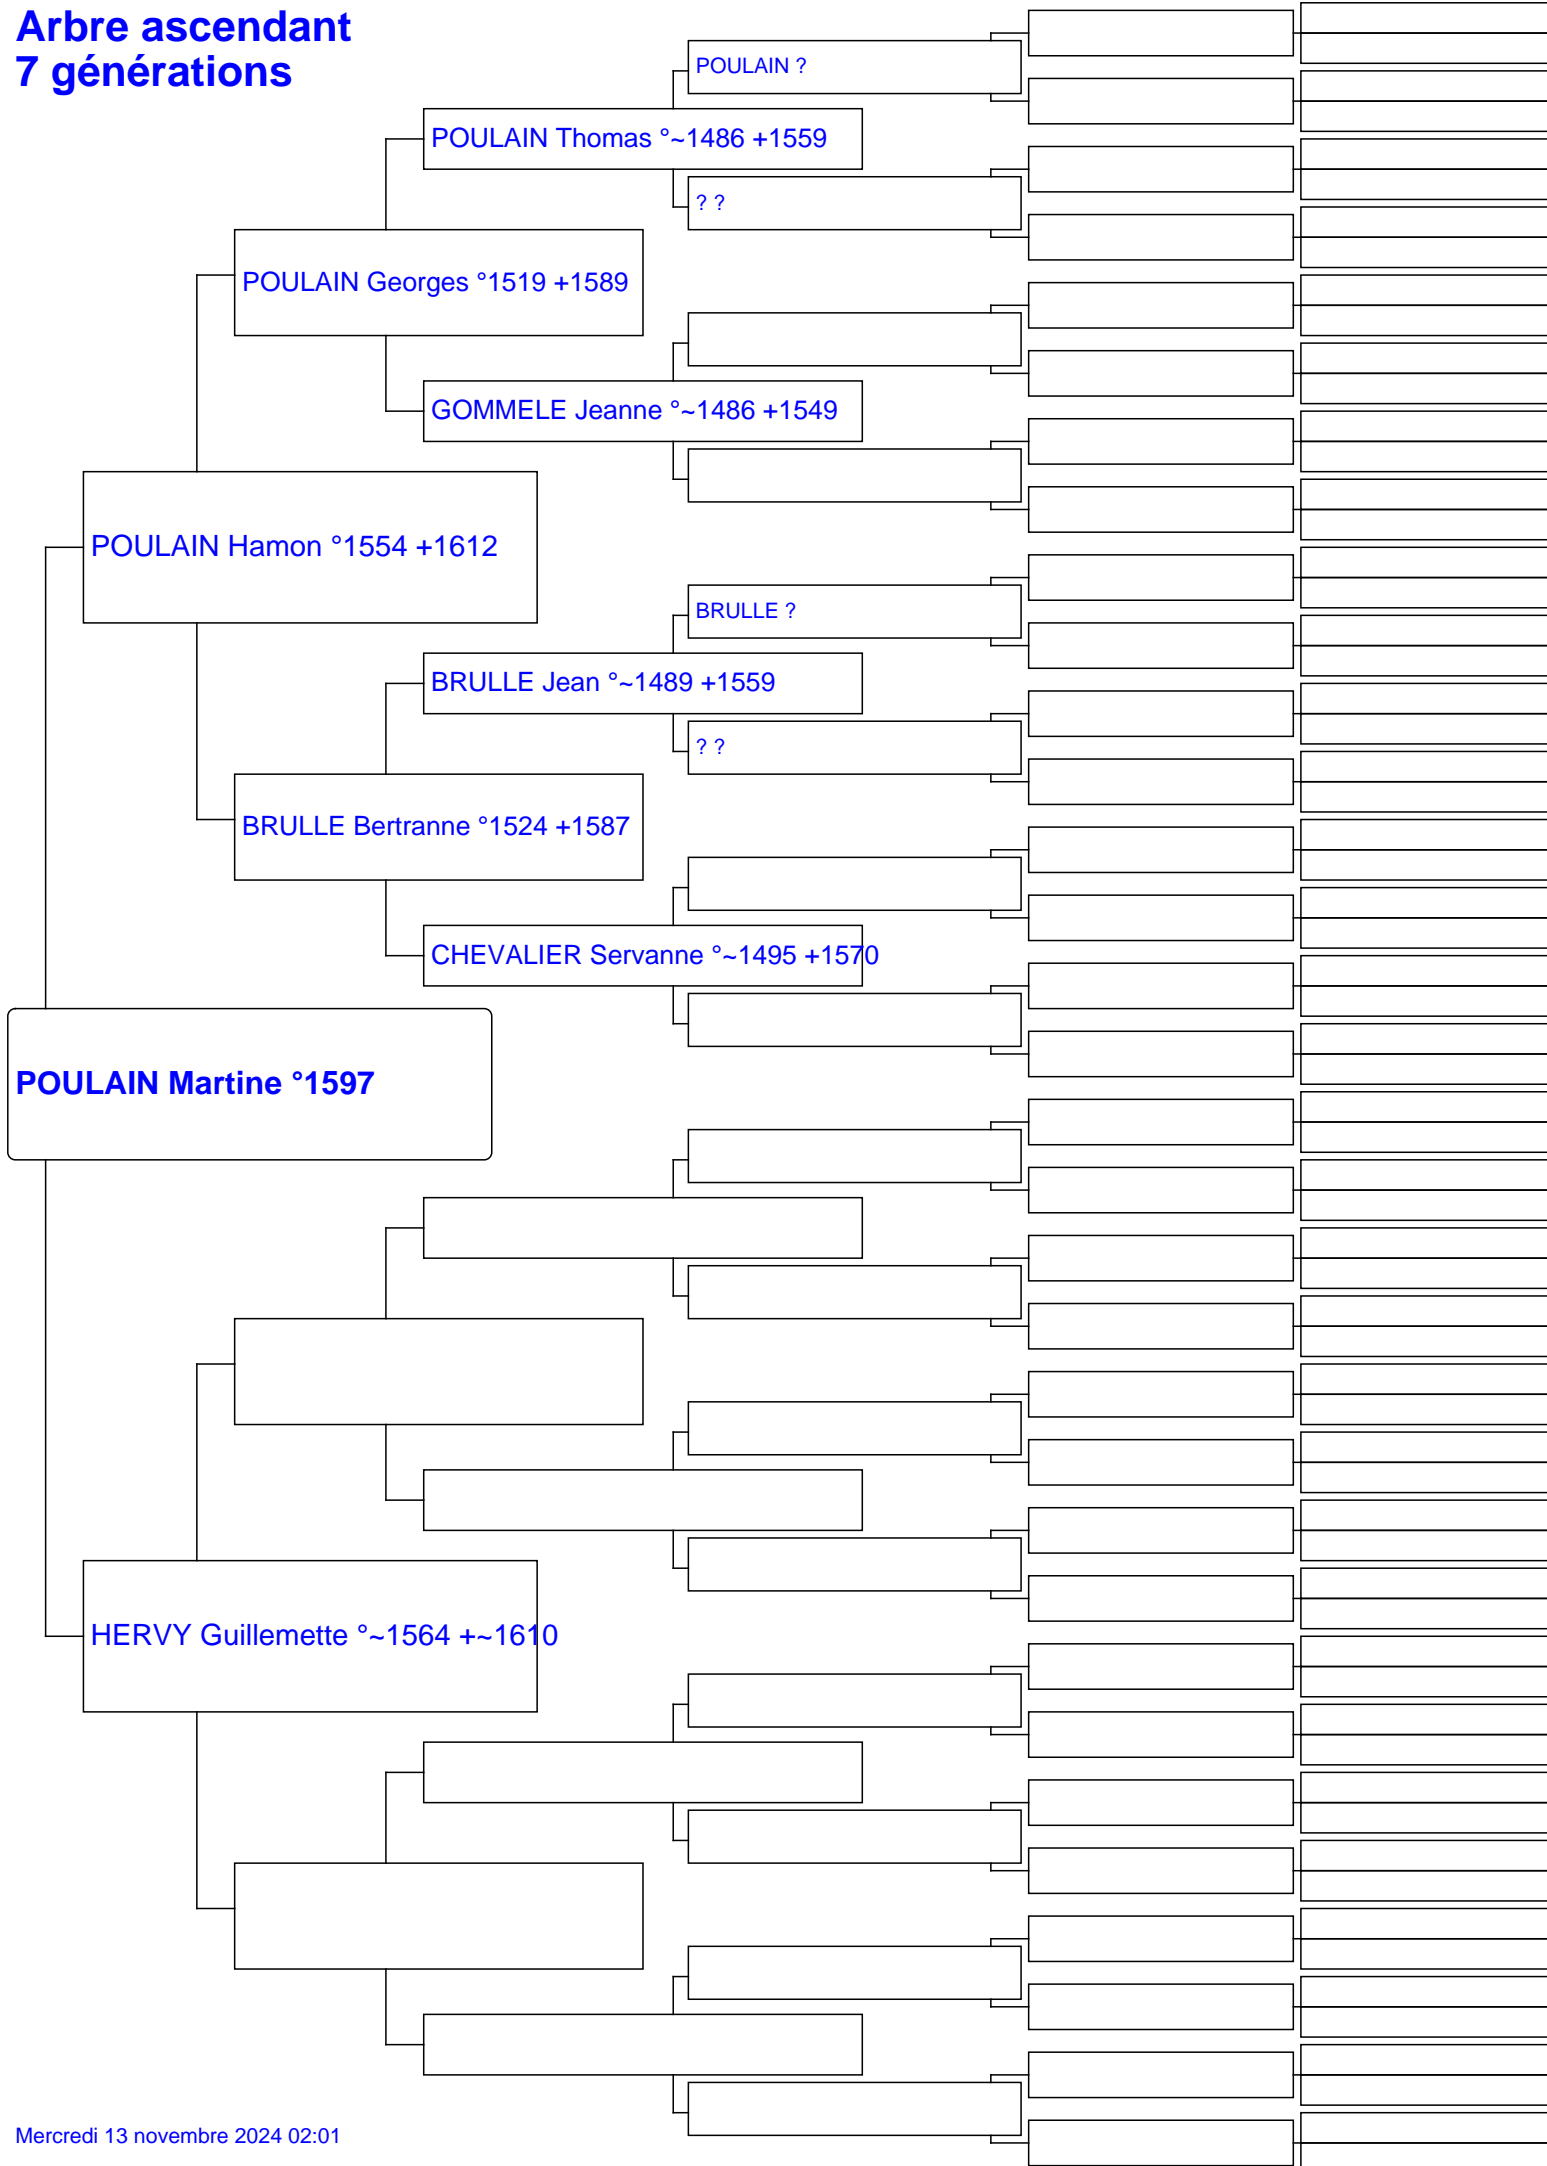 Arbre ascendant
7 générations
POULAIN ?
POULAIN Thomas °~1486 +1559
? ?
POULAIN Georges °1519 +1589
GOMMELE Jeanne °~1486 +1549
POULAIN Hamon °1554 +1612
BRULLE ?
BRULLE Jean °~1489 +1559
? ?
BRULLE Bertranne °1524 +1587
CHEVALIER Servanne °~1495 +1570
POULAIN Martine °1597
HERVY Guillemette °~1564 +~1610
Mercredi 13 novembre 2024 02:01